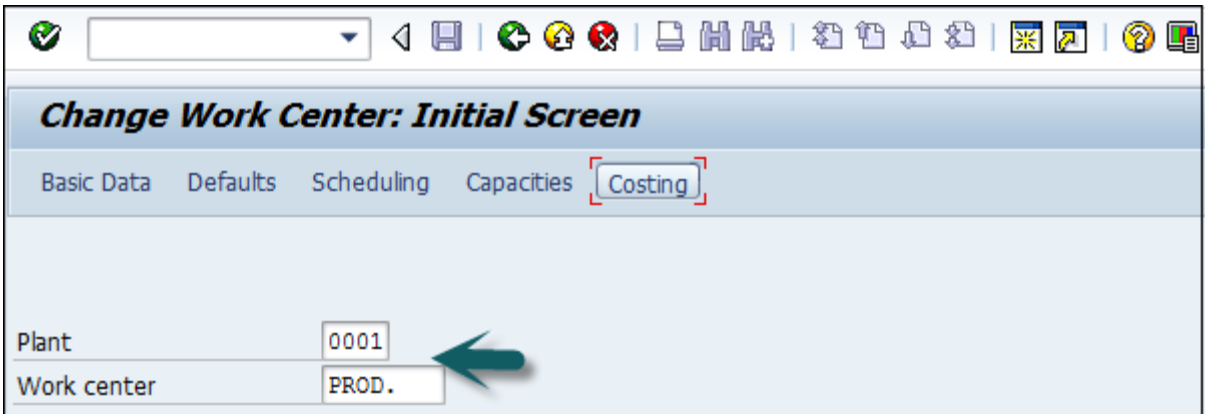 Change Work Center: Initial Screen
Basic Data Defaults Scheduling Capacities Costing
Plant 0001
Work center PROD.